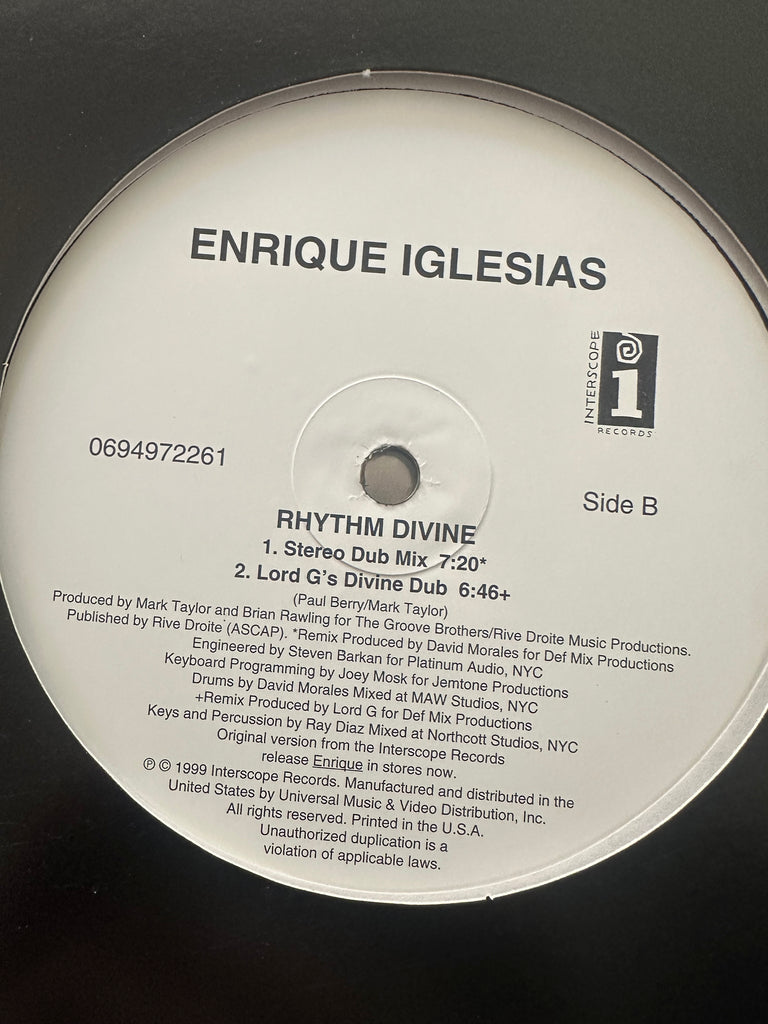 ENRIQUE IGLESIAS
INTERSCOPE
i
RECORDS
0694972261
Side B
RHYTHM DIVINE
1. Stereo Dub Mix 7:20*
2. Lord G's Divine Dub 6:46+
(Paul Berry/Mark Taylor)
Produced by Mark Taylor and Brian Rawling for The Groove Brothers/Rive Droite Music Productions.
Published by Rive Droite (ASCAP). *Remix Produced by David Morales for Def Mix Productions
Engineered by Steven Barkan for Platinum Audio, NYC
Keyboard Programming by Joey Mosk for Jemtone Productions
Drums by David Morales Mixed at MAW Studios, NYC
+Remix Produced by Lord G for Def Mix Productions
Keys and Percussion by Ray Diaz Mixed at Northcott Studios, NYC
Original version from the Interscope Records
release Enrique in stores now.
℗ © 1999 Interscope Records. Manufactured and distributed in the
United States by Universal Music & Video Distribution, Inc.
All rights reserved. Printed in the U.S.A.
Unauthorized duplication is a
violation of applicable laws.